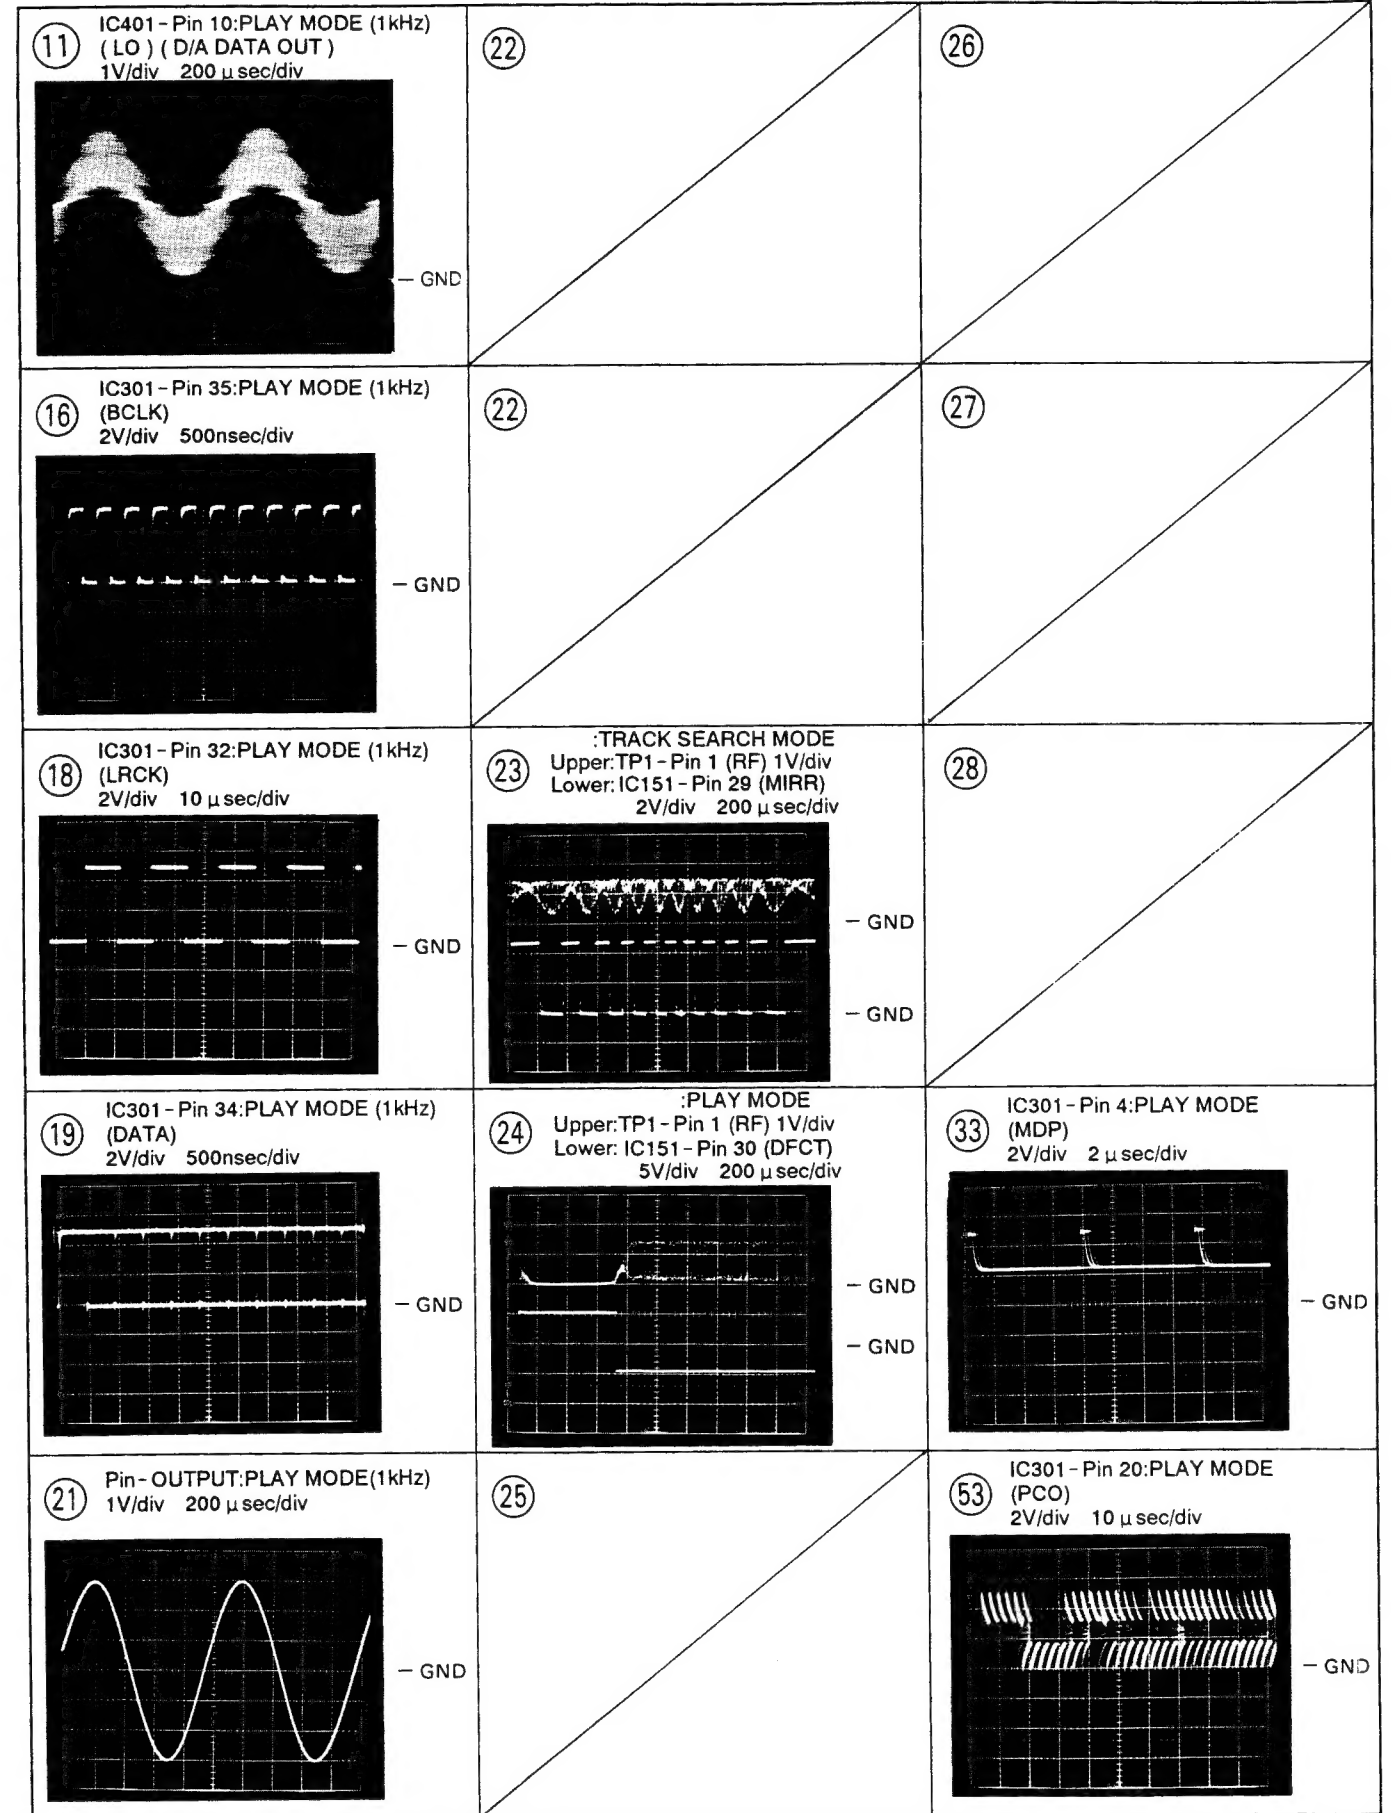 11
IC401-Pin 10:PLAY MODE (1kHz)
( LO ) ( D/A DATA OUT )
1V/div 200 μ sec/div
- GND
22
26
16
IC301-Pin 35:PLAY MODE (1kHz)
(BCLK)
2V/div 500nsec/div
- GND
22
27
18
IC301-Pin 32:PLAY MODE (1kHz)
(LRCK)
2V/div 10 μ sec/div
- GND
23
:TRACK SEARCH MODE
Upper:TP1-Pin 1 (RF) 1V/div
Lower:IC151-Pin 29 (MIRR)
2V/div 200 μ sec/div
- GND
- GND
28
19
IC301-Pin 34:PLAY MODE (1kHz)
(DATA)
2V/div 500nsec/div
- GND
24
:PLAY MODE
Upper:TP1-Pin 1 (RF) 1V/div
Lower: IC151-Pin 30 (DFCT)
5V/div 200 μ sec/div
- GND
- GND
33
IC301-Pin 4:PLAY MODE
(MDP)
2V/div 2 μ sec/div
- GND
21
Pin-OUTPUT:PLAY MODE(1kHz)
1V/div 200 μ sec/div
- GND
25
53
IC301-Pin 20:PLAY MODE
(PCO)
2V/div 10 μ sec/div
- GND